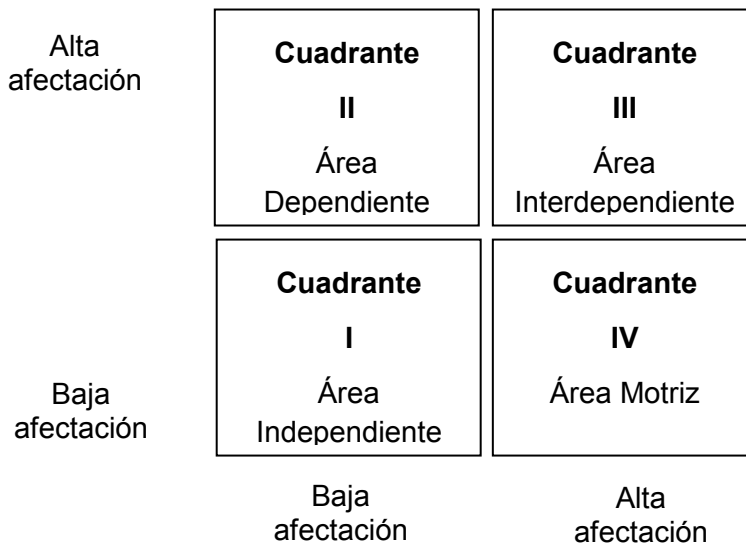 Alta
afectación
Cuadrante
II
Área
Dependiente
Cuadrante
III
Área
Interdependiente
Baja
afectación
Cuadrante
I
Área
Independiente
Cuadrante
IV
Área Motriz
Baja
afectación
Alta
afectación